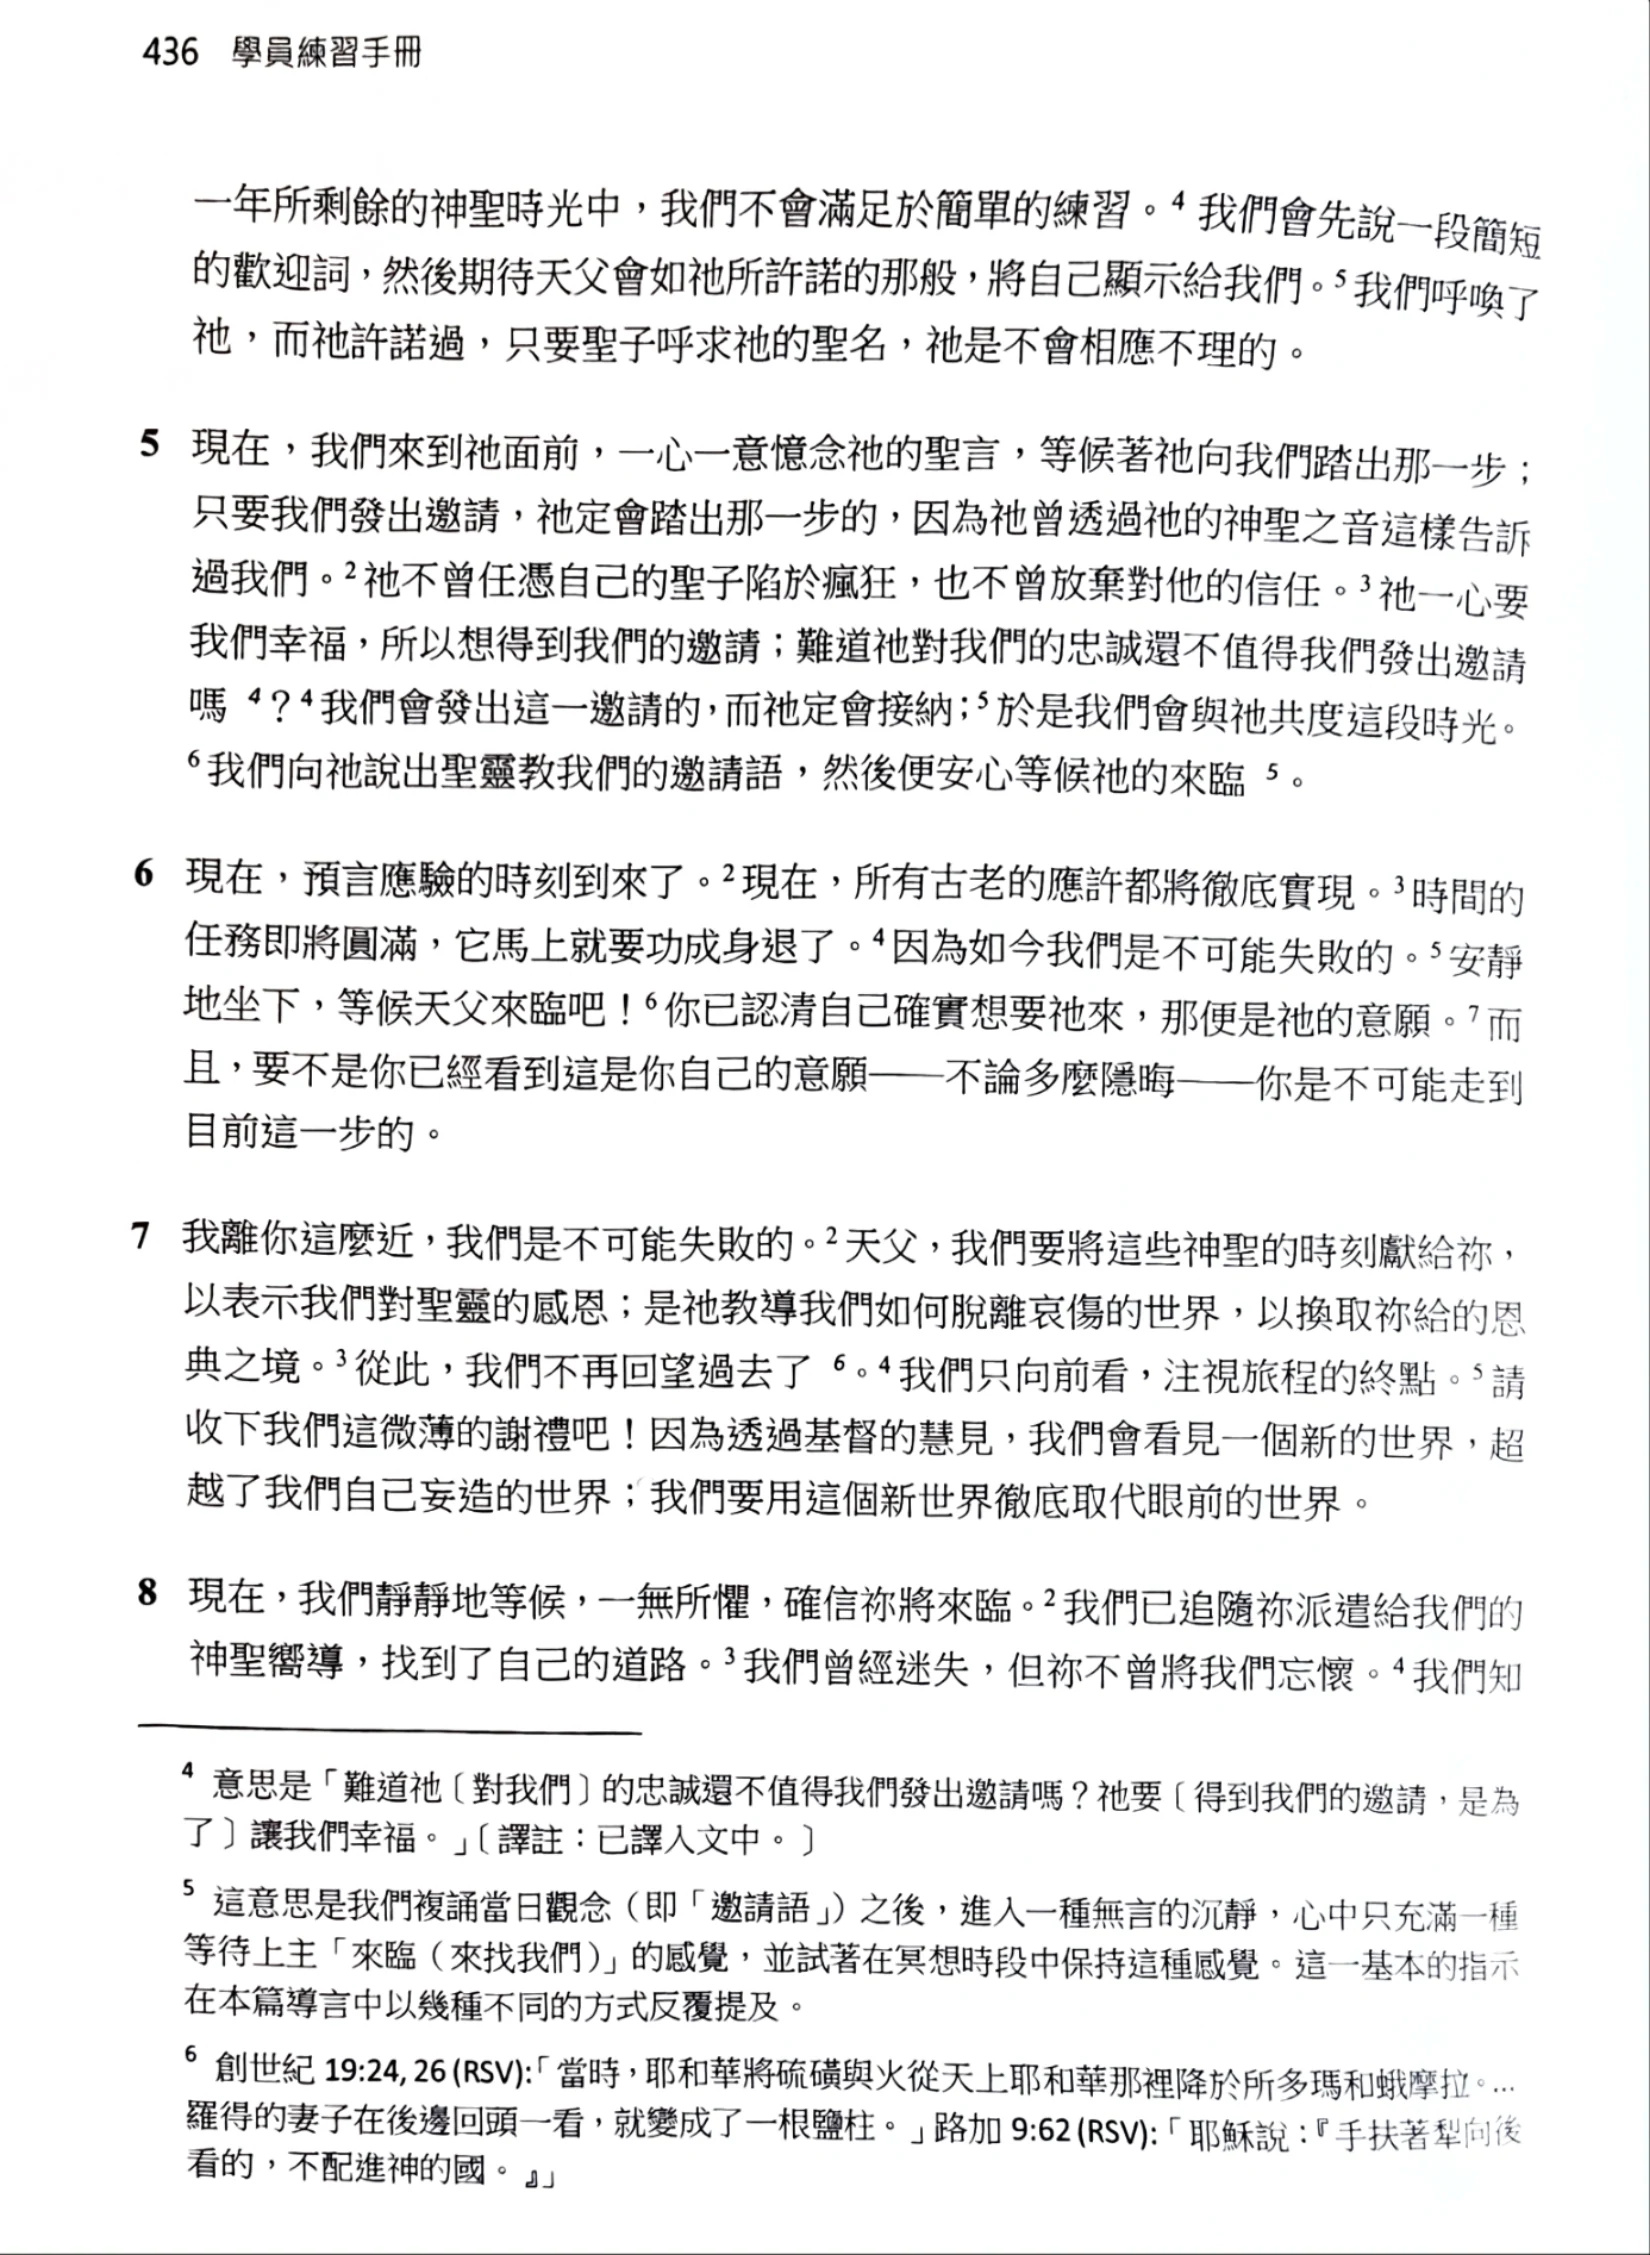 436 學員練習手冊
一年所剩餘的神聖時光中，我們不會滿足於簡單的練習。⁴ 我們會先說一段簡短
的歡迎詞，然後期待天父會如祂所許諾的那般，將自己顯示給我們。⁵ 我們呼喚了
祂，而祂許諾過，只要聖子呼求祂的聖名，祂是不會相應不理的。
5 現在，我們來到祂面前，一心一意憶念祂的聖言，等候著祂向我們踏出那一步；
只要我們發出邀請，祂定會踏出那一步的，因為祂曾透過祂的神聖之音這樣告訴
過我們。² 祂不曾任憑自己的聖子陷於瘋狂，也不曾放棄對他的信任。³ 祂一心要
我們幸福，所以想得到我們的邀請；難道祂對我們的忠誠還不值得我們發出邀請
嗎 ⁴？⁴ 我們會發出這一邀請的，而祂定會接納；⁵ 於是我們會與祂共度這段時光。
⁶ 我們向祂說出聖靈教我們的邀請語，然後便安心等候祂的來臨 ⁵。
6 現在，預言應驗的時刻到來了。² 現在，所有古老的應許都將徹底實現。³ 時間的
任務即將圓滿，它馬上就要功成身退了。⁴ 因為如今我們是不可能失敗的。⁵ 安靜
地坐下，等候天父來臨吧！⁶ 你已認清自己確實想要祂來，那便是祂的意願。⁷ 而
且，要不是你已經看到這是你自己的意願——不論多麼隱晦——你是不可能走到
目前這一步的。
7 我離你這麼近，我們是不可能失敗的。² 天父，我們要將這些神聖的時刻獻給祢，
以表示我們對聖靈的感恩；是祂教導我們如何脫離哀傷的世界，以換取祢給的恩
典之境。³ 從此，我們不再回望過去了 ⁶。⁴ 我們只向前看，注視旅程的終點。⁵ 請
收下我們這微薄的謝禮吧！因為透過基督的慧見，我們會看見一個新的世界，超
越了我們自己妄造的世界；我們要用這個新世界徹底取代眼前的世界。
8 現在，我們靜靜地等候，一無所懼，確信祢將來臨。² 我們已追隨祢派遣給我們的
神聖嚮導，找到了自己的道路。³ 我們曾經迷失，但祢不曾將我們忘懷。⁴ 我們知
⁴ 意思是「難道祂〔對我們〕的忠誠還不值得我們發出邀請嗎？祂要〔得到我們的邀請，是為
了〕讓我們幸福。」〔譯註：已譯入文中。〕
⁵ 這意思是我們複誦當日觀念（即「邀請語」）之後，進入一種無言的沉靜，心中只充滿一種
等待上主「來臨（來找我們）」的感覺，並試著在冥想時段中保持這種感覺。這一基本的指示
在本篇導言中以幾種不同的方式反覆提及。
⁶ 創世紀 19:24, 26 (RSV):「當時，耶和華將硫磺與火從天上耶和華那裡降於所多瑪和蛾摩拉。...
羅得的妻子在後邊回頭一看，就變成了一根鹽柱。」路加 9:62 (RSV):「耶穌說：『手扶著犁向後
看的，不配進神的國。』」